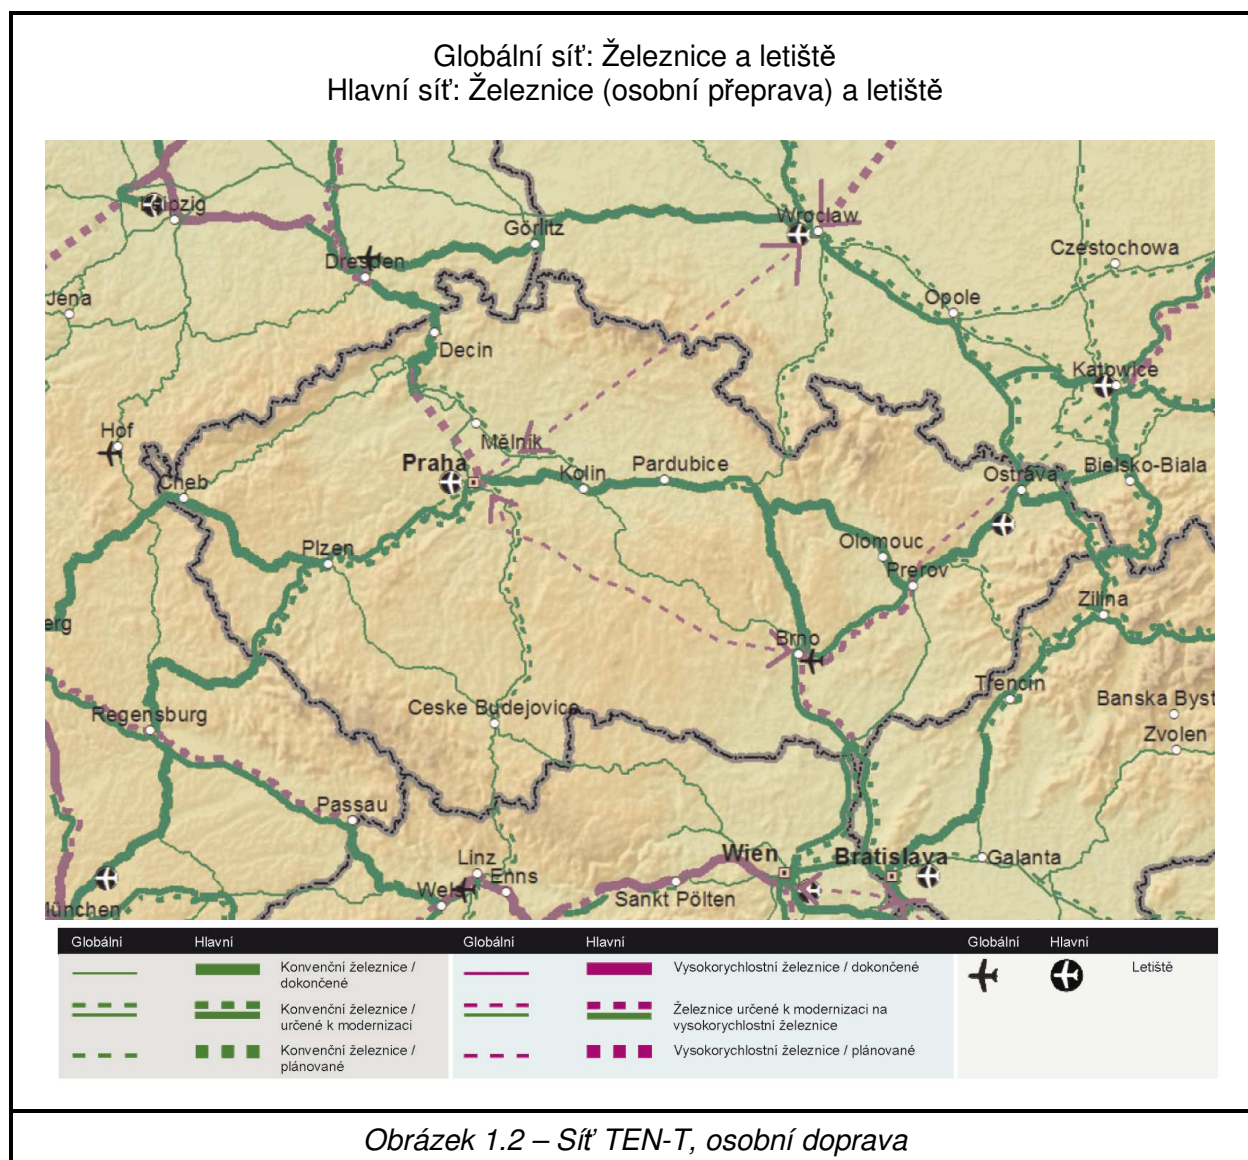 Globální síť: Železnice a letiště
Hlavní síť: Železnice (osobní přeprava) a letiště
Leipzig
Görlitz
Wroclaw
Czestochowa
Dresden
Jena
Opole
Decin
Katowice
Hof
Mělník
Praha
Kolin
Pardubice
Ostrava
Bielsko-Biala
Cheb
Plzen
Olomouc
Prerov
Zilina
erg
Brno
Trencin
Banska Byst
Regensburg
Ceske Budejovice
Zvolen
Passau
Linz
Wien
Bratislava
Galanta
Wel
Enns
Sankt Pölten
München
Globální Hlavní Globální Hlavní Globální Hlavní
Konvenční železnice /
dokončené
Vysokorychlostní železnice / dokončené
Letiště
Konvenční železnice /
určené k modernizaci
Železnice určené k modernizaci na
vysokorychlostní železnice
Konvenční železnice /
plánované
Vysokorychlostní železnice / plánované
Obrázek 1.2 – Síť TEN-T, osobní doprava